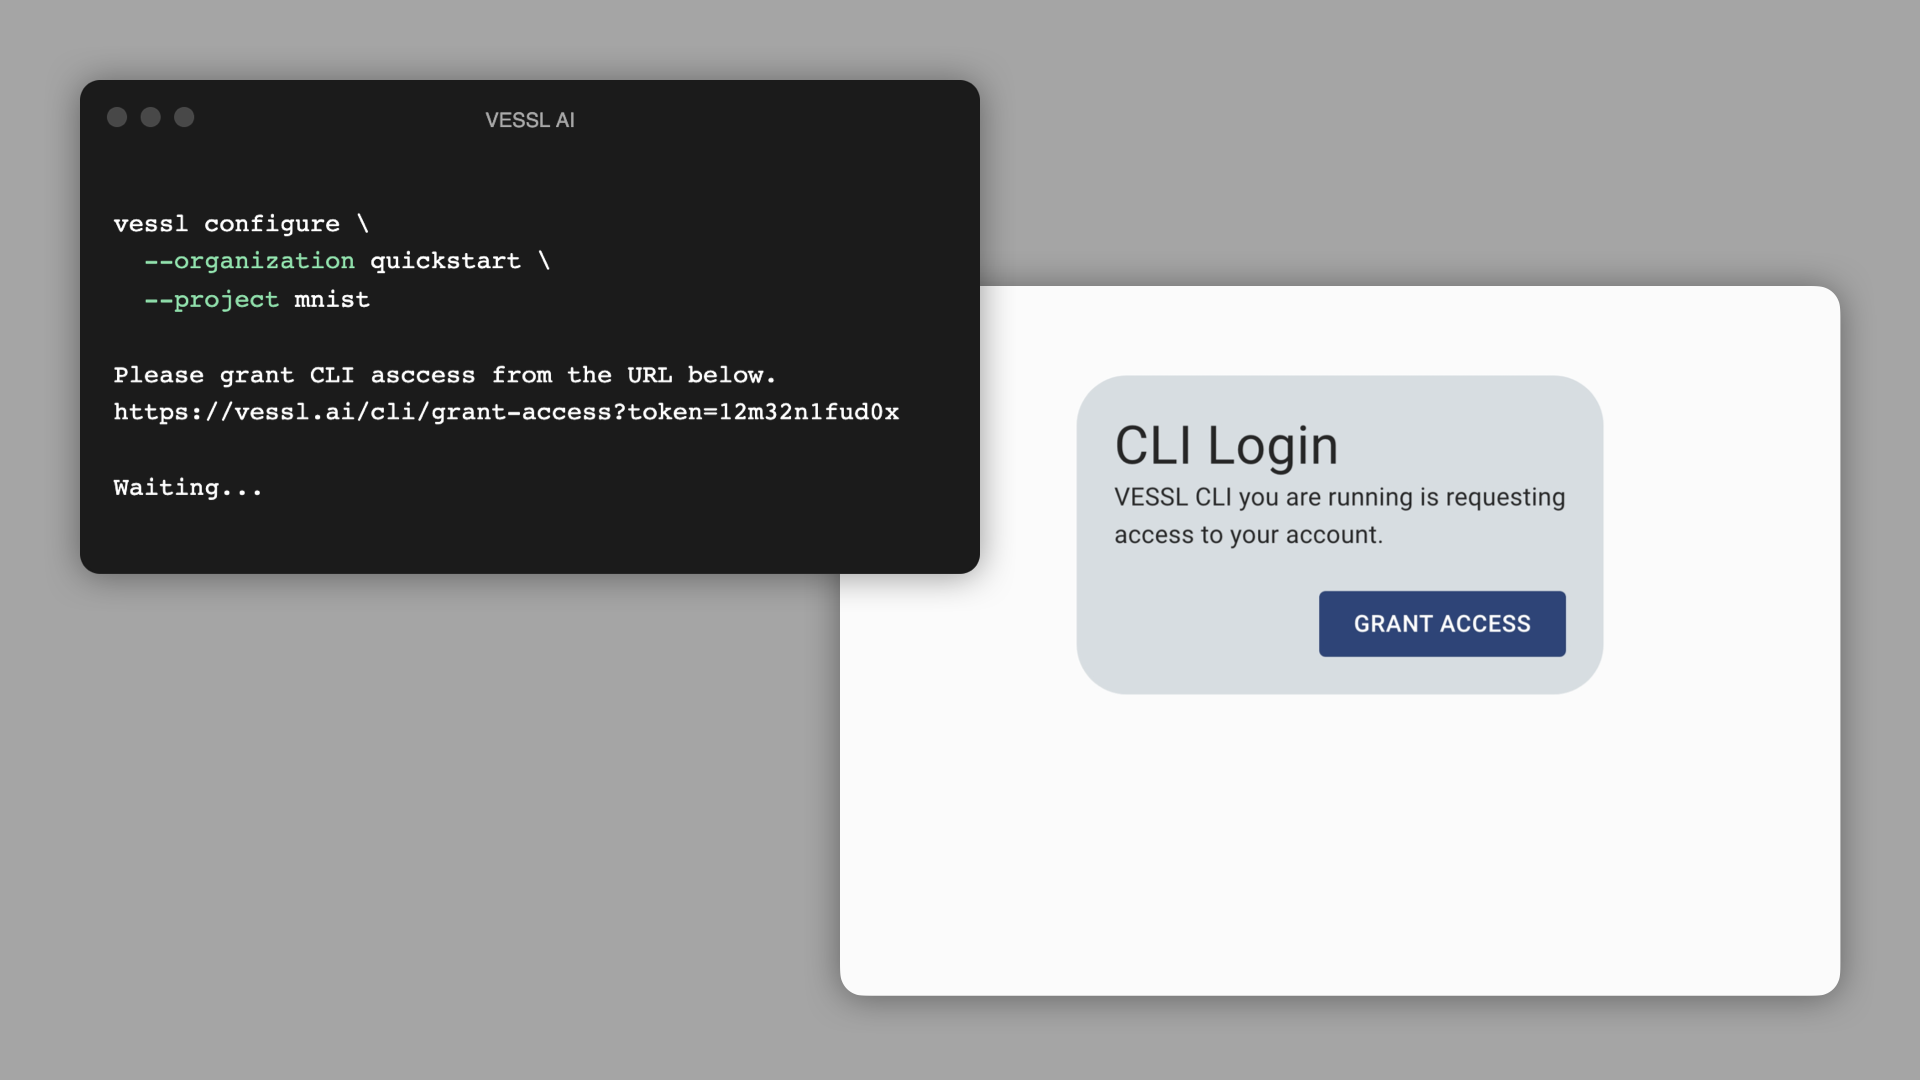 VESSL AI
vessl configure \
--organization quickstart \
--project mnist
Please grant CLI asccess from the URL below.
https://vessl.ai/cli/grant-access?token=12m32n1fud0x
Waiting...
CLI Login
VESSL CLI you are running is requesting
access to your account.
GRANT ACCESS